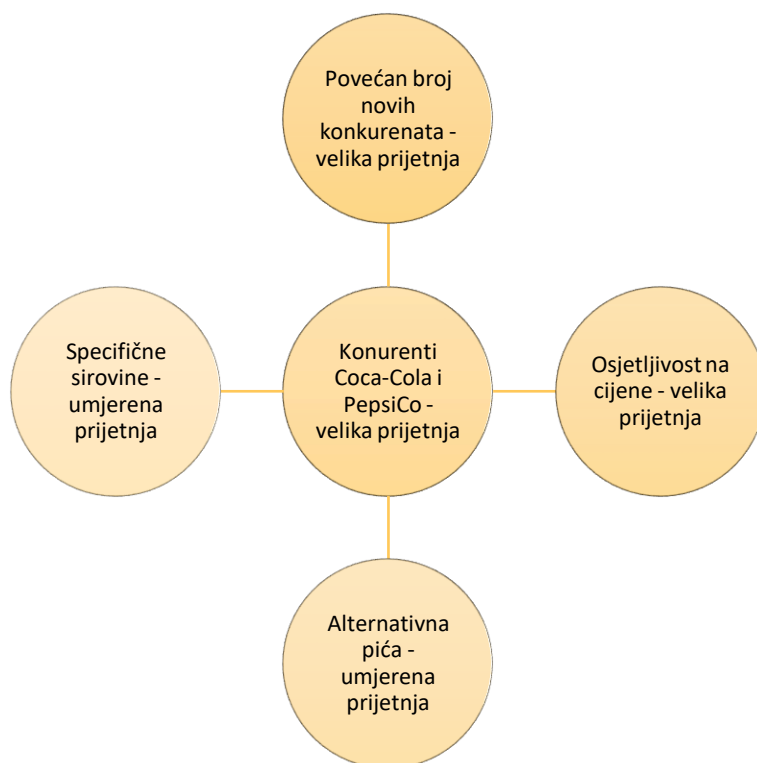 Povećan broj
novih
konkurenata -
velika prijetnja
Specifične
sirovine -
umjerena
prijetnja
Konurenti
Coca-Cola i
PepsiCo -
velika prijetnja
Osjetljivost na
cijene - velika
prijetnja
Alternativna
pića -
umjerena
prijetnja